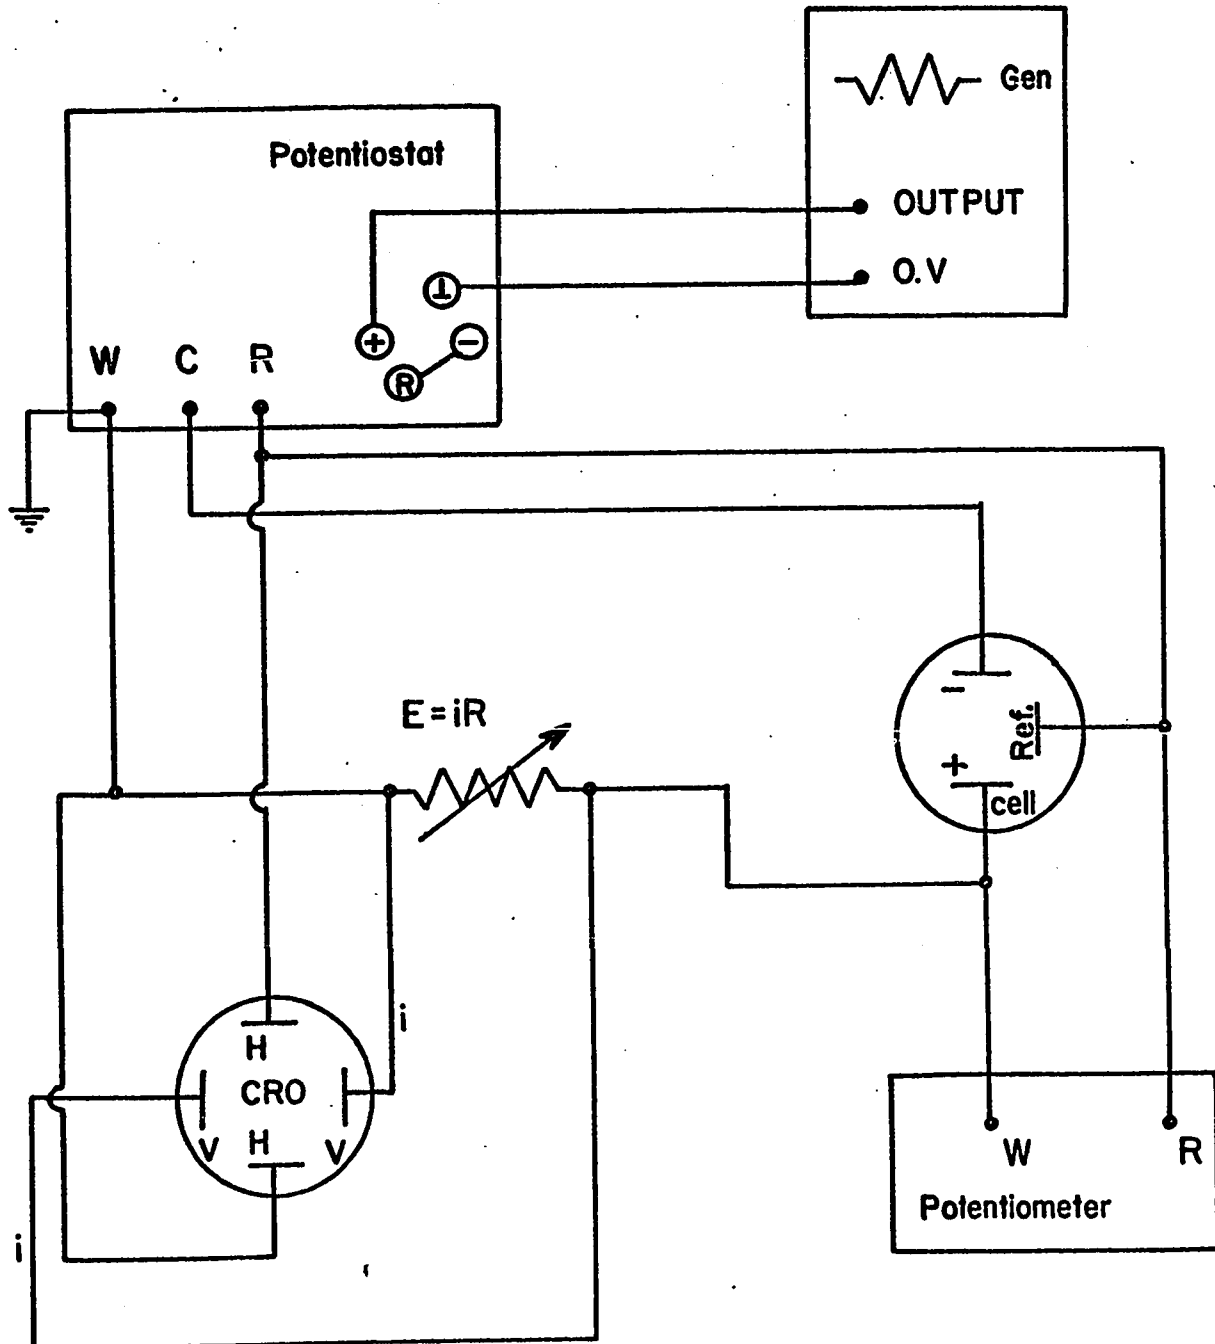 Gen
Potentiostat
OUTPUT
O.V
⊥
+
−
R
W C R
E = iR
−
Ref.
+
cell
i
H
CRO
V H V
W R
Potentiometer
i